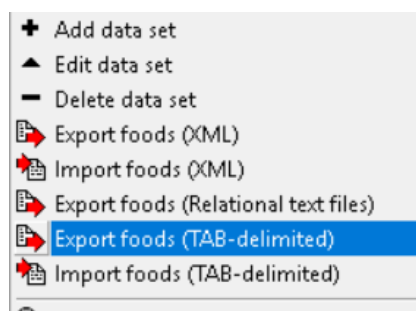 Add data set
Edit data set
Delete data set
Export foods (XML)
Import foods (XML)
Export foods (Relational text files)
Export foods (TAB-delimited)
Import foods (TAB-delimited)